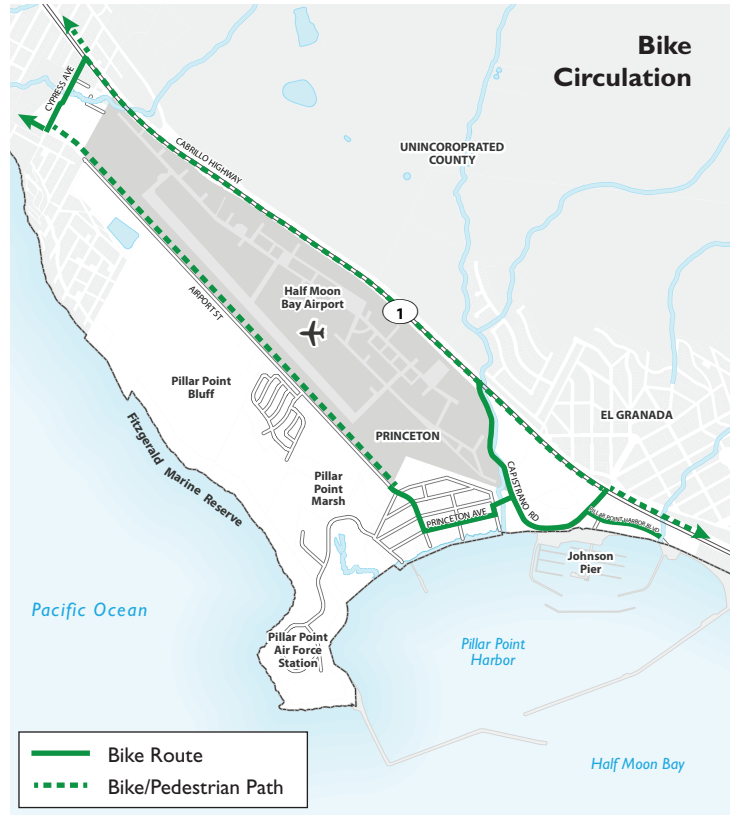 Bike
Circulation
CYPRESS AVE
CABRILLO HIGHWAY
UNINCOROPRATED
COUNTY
Half Moon
Bay Airport
1
AIRPORT ST
Pillar Point
Bluff
EL GRANADA
PRINCETON
Fitzgerald Marine Reserve
Pillar
Point
Marsh
CAPISTRANO RD
PRINCETON AVE
PILLAR POINT HARBOR BLVD
Johnson
Pier
Pacific Ocean
Pillar Point
Air Force
Station
Pillar Point
Harbor
Half Moon Bay
Bike Route
Bike/Pedestrian Path